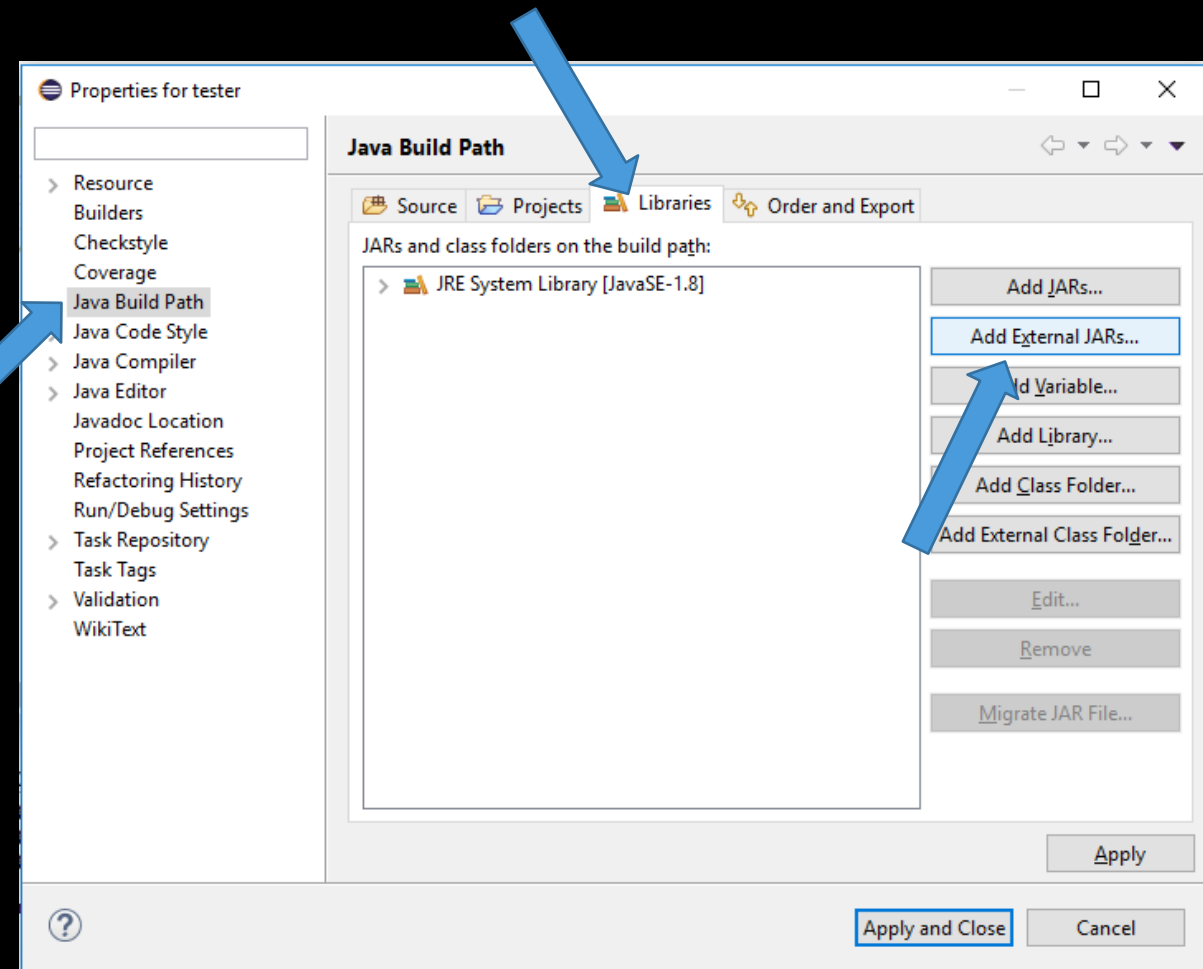 Properties for tester
Java Build Path
Resource
Builders
Checkstyle
Coverage
Java Build Path
Java Code Style
Java Compiler
Java Editor
Javadoc Location
Project References
Refactoring History
Run/Debug Settings
Task Repository
Task Tags
Validation
WikiText
Source Projects Libraries Order and Export
JARs and class folders on the build path:
JRE System Library [JavaSE-1.8]
Add JARs...
Add External JARs...
Variable...
Add Library...
Add Class Folder...
Add External Class Folder...
Edit...
Remove
Migrate JAR File...
Apply
?
Apply and Close Cancel